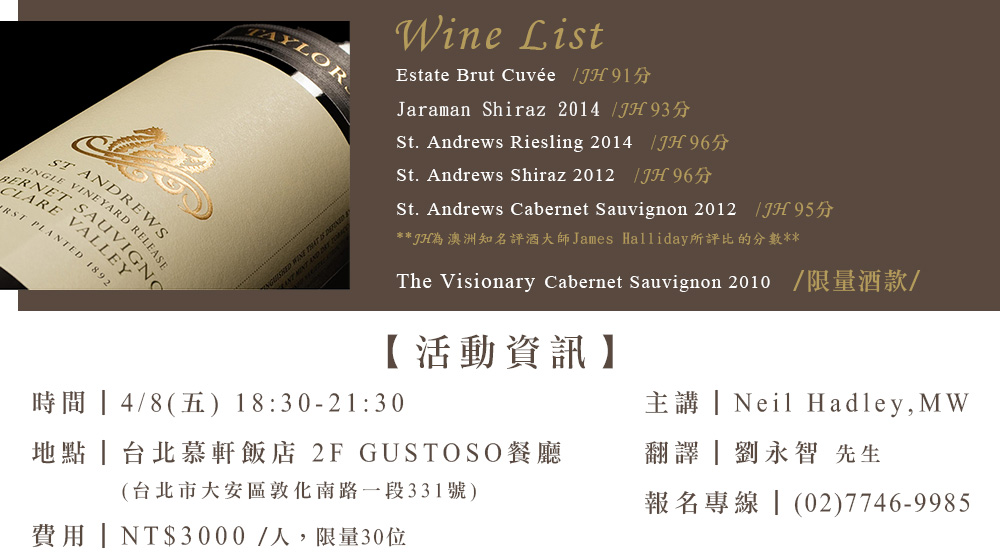 TAYLORS
ST ANDREWS
SINGLE VINEYARD RELEASE
CABERNET SAUVIGNON
CLARE VALLEY
FIRST PLANTED 1892
Wine List
Estate Brut Cuvée /JH 91分
Jaraman Shiraz 2014 /JH 93分
St. Andrews Riesling 2014 /JH 96分
St. Andrews Shiraz 2012 /JH 96分
St. Andrews Cabernet Sauvignon 2012 /JH 95分
**JH為澳洲知名評酒大師James Halliday所評比的分數**
The Visionary Cabernet Sauvignon 2010 /限量酒款/
【活動資訊】
時間｜4/8(五) 18:30-21:30
地點｜台北慕軒飯店 2F GUSTOSO餐廳
(台北市大安區敦化南路一段331號)
費用｜NT$3000 /人，限量30位
主講｜Neil Hadley,MW
翻譯｜劉永智 先生
報名專線｜(02)7746-9985